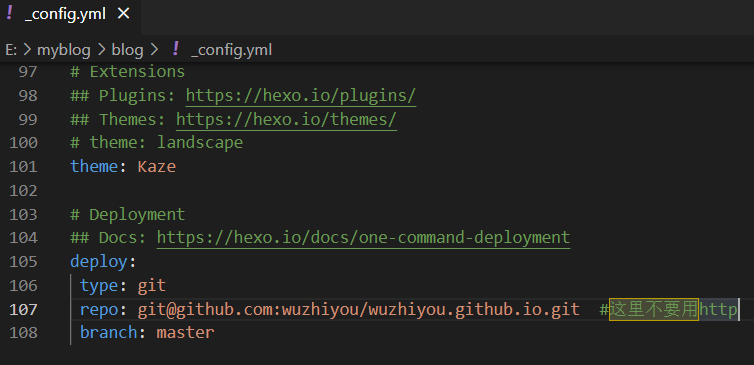 _config.yml
E: > myblog > blog > ! _config.yml
97 # Extensions
98 ## Plugins: https://hexo.io/plugins/
99 ## Themes: https://hexo.io/themes/
100 # theme: landscape
101 theme: Kaze
102
103 # Deployment
104 ## Docs: https://hexo.io/docs/one-command-deployment
105 deploy:
106 type: git
107 repo: git@github.com:wuzhiyou/wuzhiyou.github.io.git #这里不要用http
108 branch: master